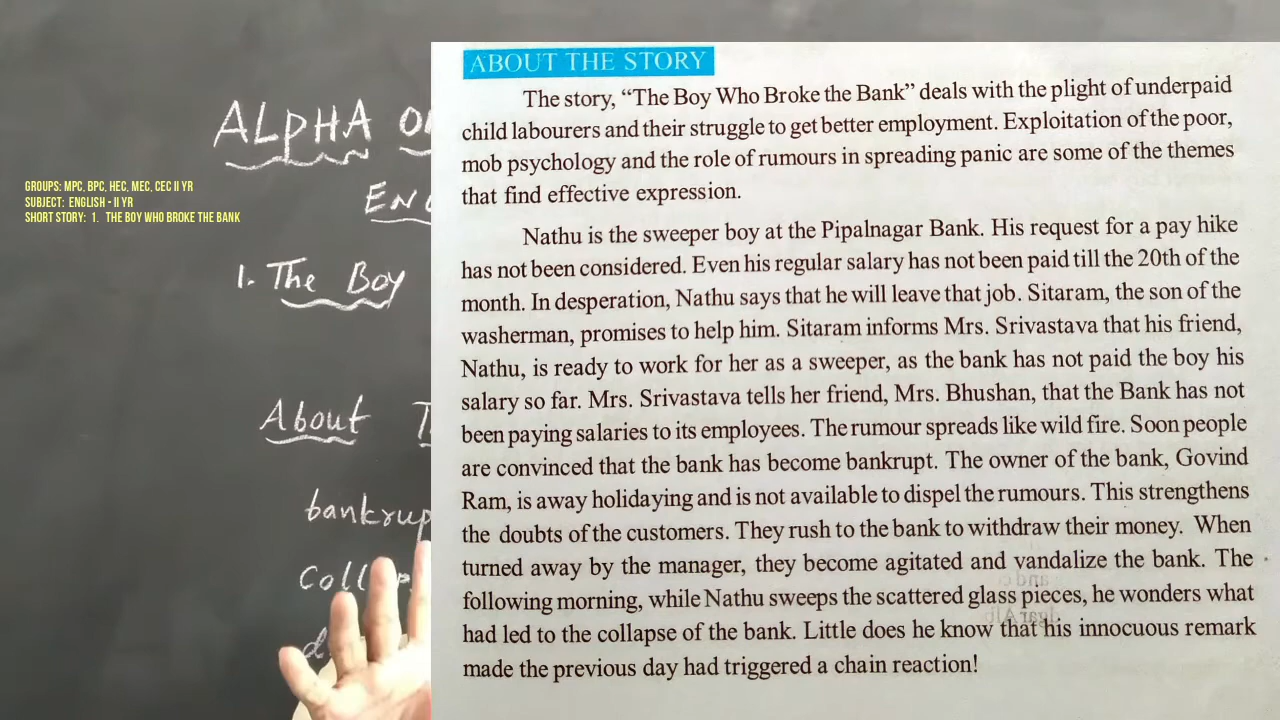 ALPHA
ENG
GROUPS: MPC, BPC, HEC, MEC, CEC II YR
SUBJECT: ENGLISH - II YR
SHORT STORY: 1. THE BOY WHO BROKE THE BANK
1. The Boy
About
bankrup
ABOUT THE STORY
The story, “The Boy Who Broke the Bank” deals with the plight of underpaid
child labourers and their struggle to get better employment. Exploitation of the poor,
mob psychology and the role of rumours in spreading panic are some of the themes
that find effective expression.
Nathu is the sweeper boy at the Pipalnagar Bank. His request for a pay hike
has not been considered. Even his regular salary has not been paid till the 20th of the
month. In desperation, Nathu says that he will leave that job. Sitaram, the son of the
washerman, promises to help him. Sitaram informs Mrs. Srivastava that his friend,
Nathu, is ready to work for her as a sweeper, as the bank has not paid the boy his
salary so far. Mrs. Srivastava tells her friend, Mrs. Bhushan, that the Bank has not
been paying salaries to its employees. The rumour spreads like wild fire. Soon people
are convinced that the bank has become bankrupt. The owner of the bank, Govind
Ram, is away holidaying and is not available to dispel the rumours. This strengthens
the doubts of the customers. They rush to the bank to withdraw their money. When
turned away by the manager, they become agitated and vandalize the bank. The
following morning, while Nathu sweeps the scattered glass pieces, he wonders what
had led to the collapse of the bank. Little does he know that his innocuous remark
made the previous day had triggered a chain reaction!